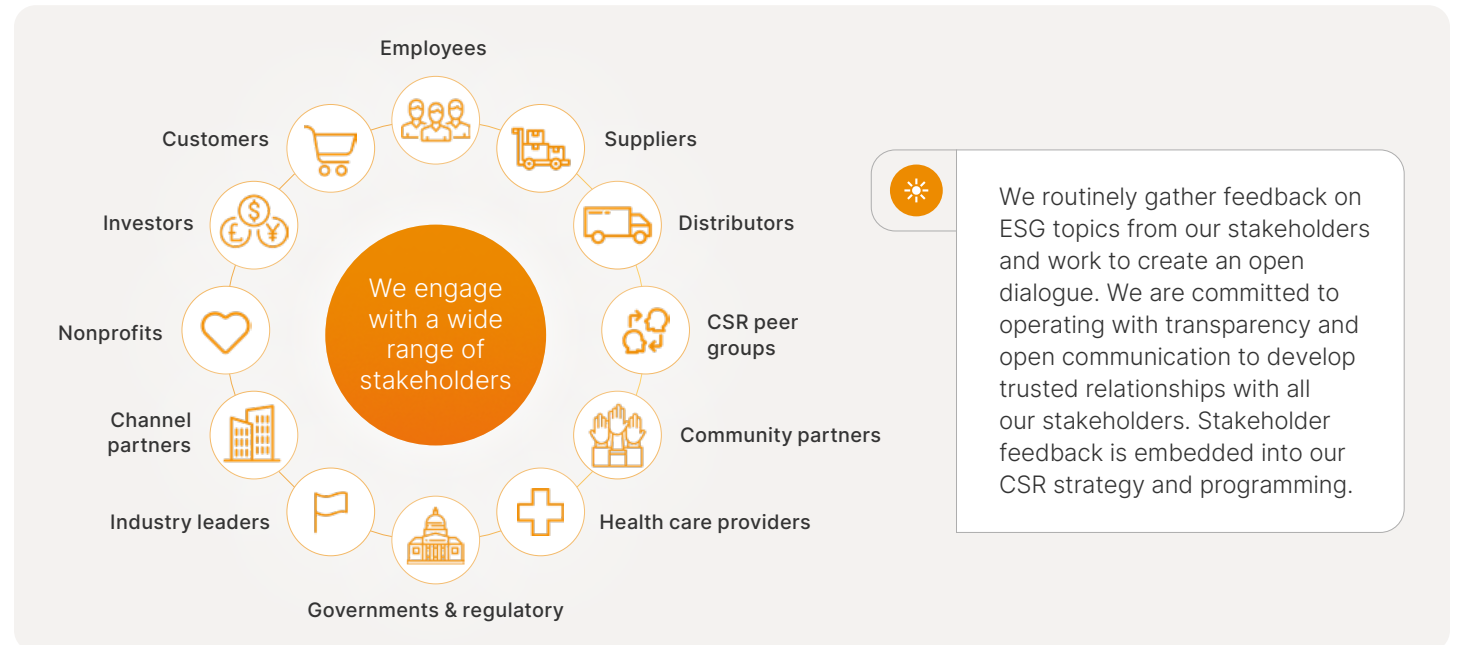 Employees
Suppliers
Distributors
CSR peer
groups
Community partners
Health care providers
Governments & regulatory
Industry leaders
Channel
partners
Nonprofits
Investors
Customers
We engage
with a wide
range of
stakeholders
We routinely gather feedback on
ESG topics from our stakeholders
and work to create an open
dialogue. We are committed to
operating with transparency and
open communication to develop
trusted relationships with all
our stakeholders. Stakeholder
feedback is embedded into our
CSR strategy and programming.